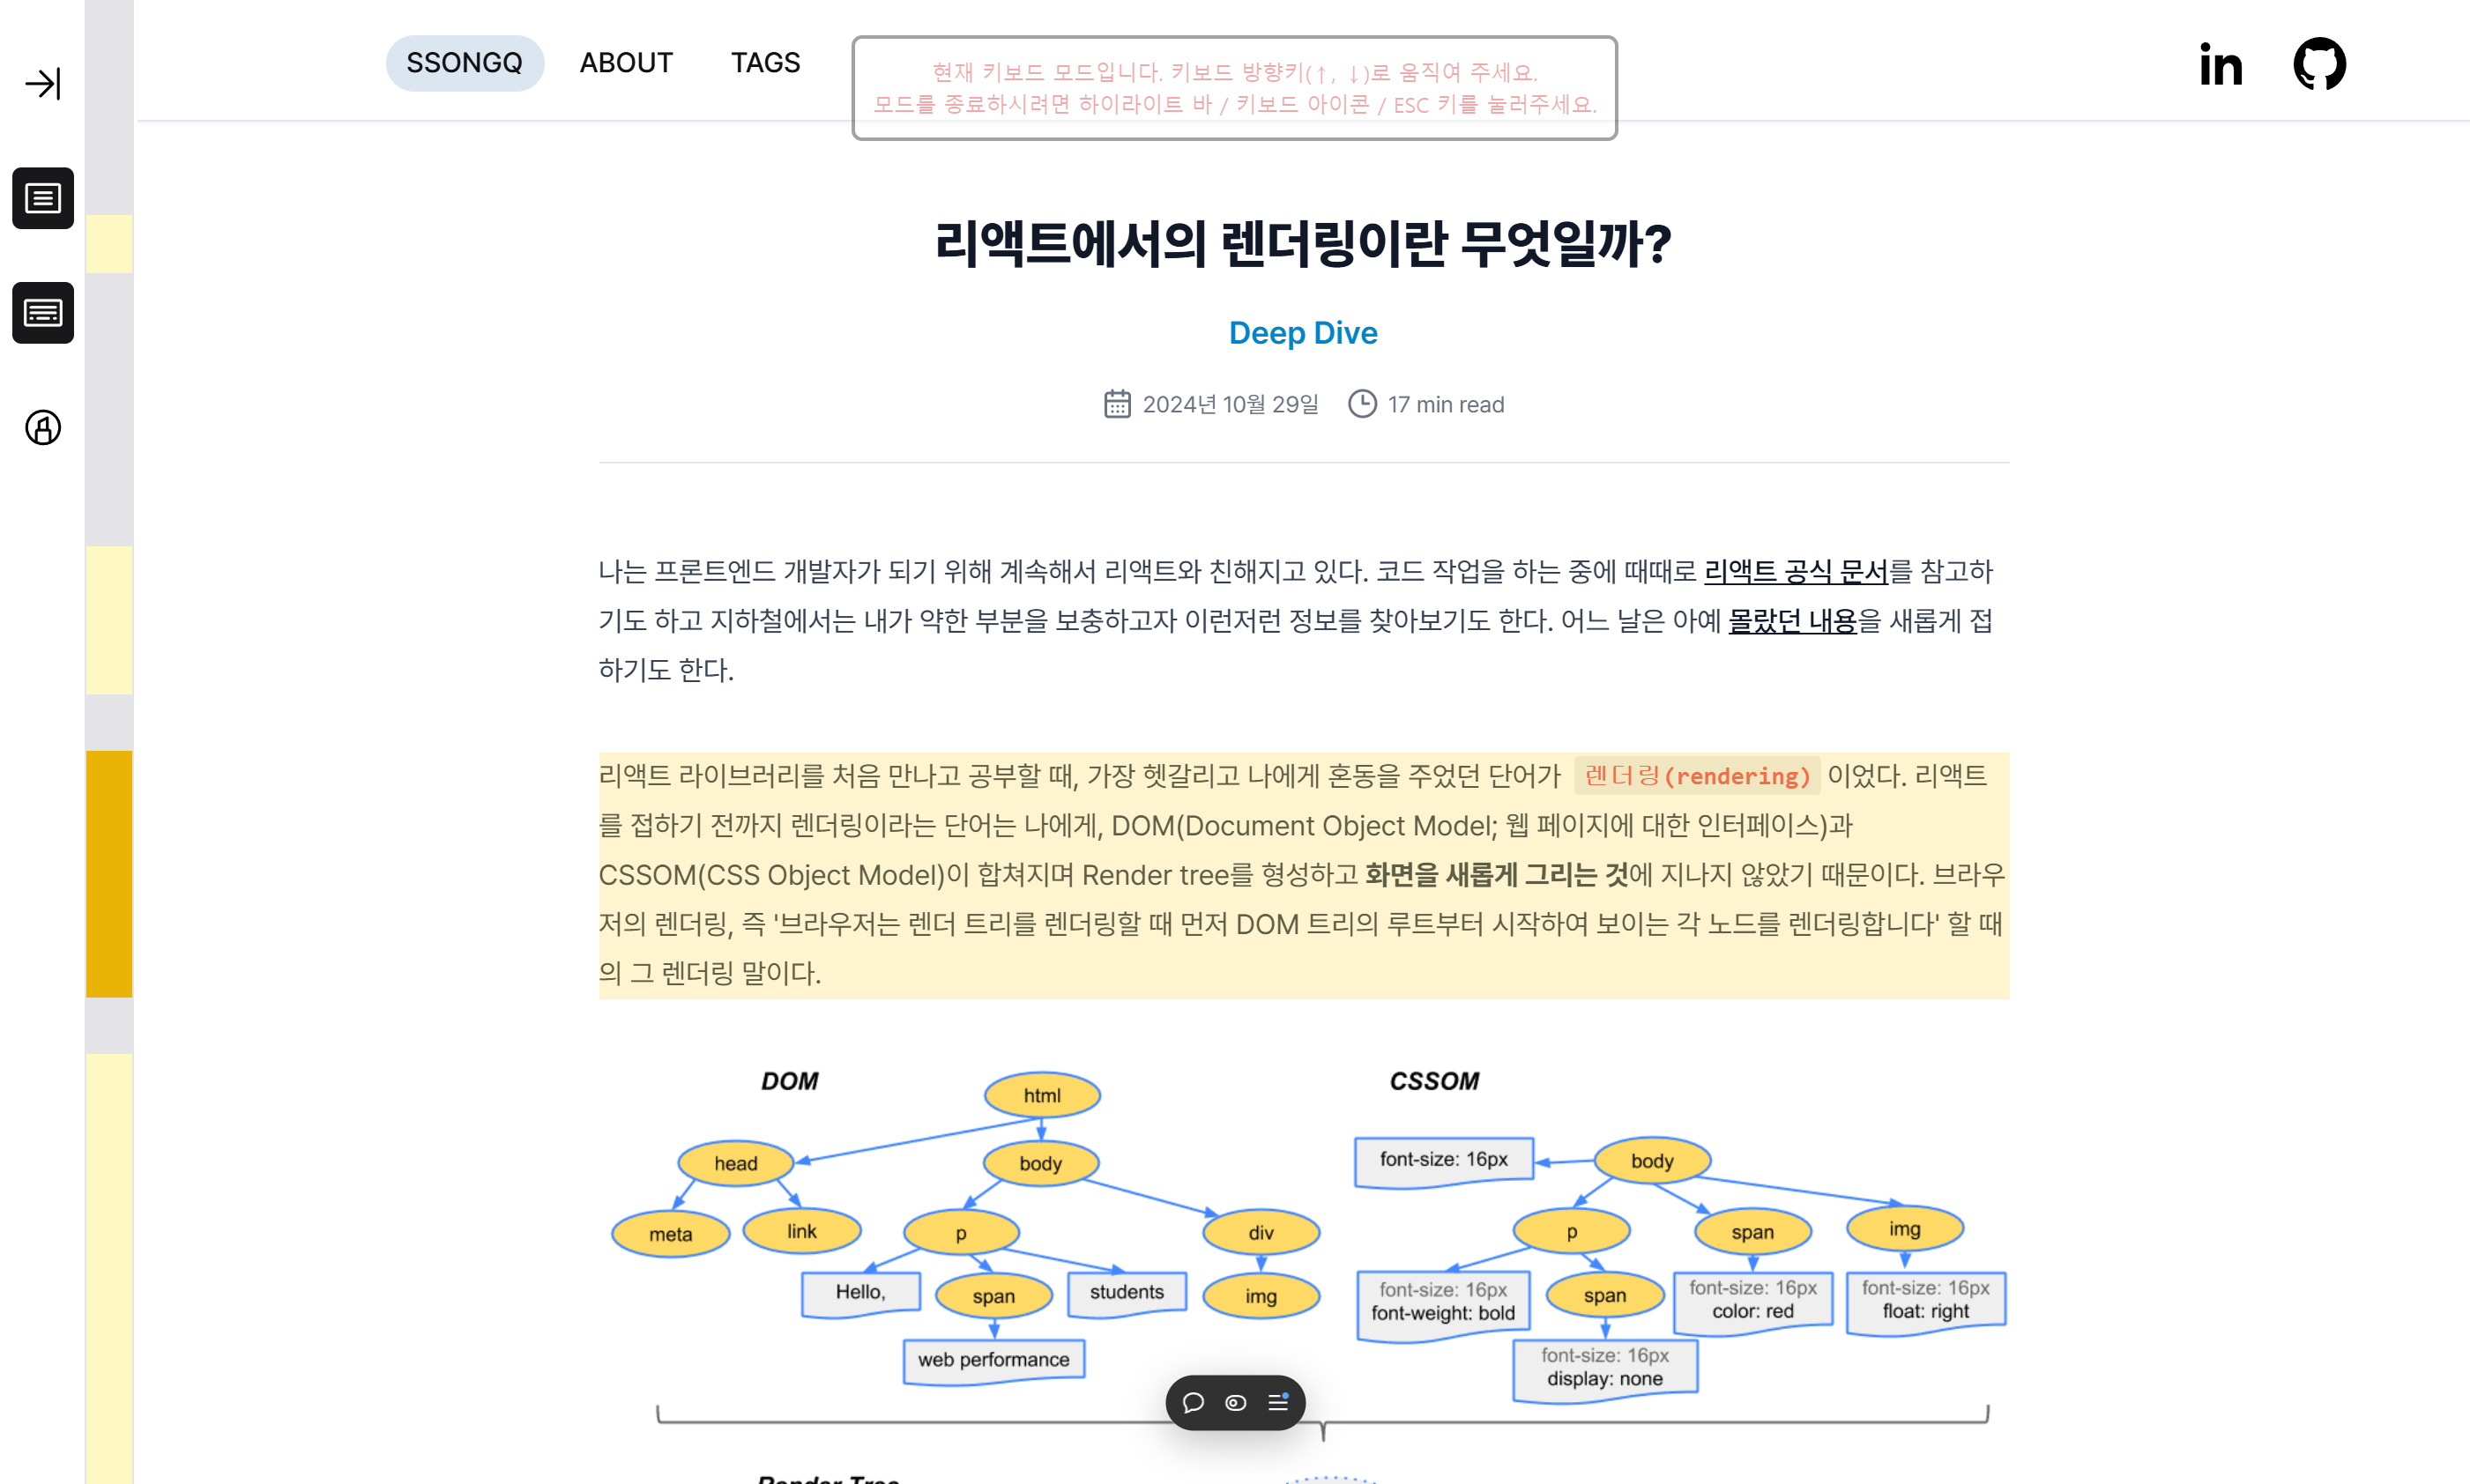 SSONGQ ABOUT TAGS
현재 키보드 모드입니다. 키보드 방향키(↑, ↓)로 움직여 주세요.
모드를 종료하시려면 하이라이트 바 / 키보드 아이콘 / ESC 키를 눌러주세요.
in
리액트에서의 렌더링이란 무엇일까?
Deep Dive
2024년 10월 29일 17 min read
나는 프론트엔드 개발자가 되기 위해 계속해서 리액트와 친해지고 있다. 코드 작업을 하는 중에 때때로 리액트 공식 문서를 참고하
기도 하고 지하철에서는 내가 약한 부분을 보충하고자 이런저런 정보를 찾아보기도 한다. 어느 날은 아예 몰랐던 내용을 새롭게 접
하기도 한다.
리액트 라이브러리를 처음 만나고 공부할 때, 가장 헷갈리고 나에게 혼동을 주었던 단어가 렌더링(rendering) 이었다. 리액트
를 접하기 전까지 렌더링이라는 단어는 나에게, DOM(Document Object Model; 웹 페이지에 대한 인터페이스)과
CSSOM(CSS Object Model)이 합쳐지며 Render tree를 형성하고 화면을 새롭게 그리는 것에 지나지 않았기 때문이다. 브라우
저의 렌더링, 즉 '브라우저는 렌더 트리를 렌더링할 때 먼저 DOM 트리의 루트부터 시작하여 보이는 각 노드를 렌더링합니다' 할 때
의 그 렌더링 말이다.
DOM
html
head
body
meta
link
p
div
Hello,
span
students
img
web performance
CSSOM
font-size: 16px
body
p
span
img
font-size: 16px
font-weight: bold
span
font-size: 16px
color: red
font-size: 16px
float: right
font-size: 16px
display: none
Render Tree